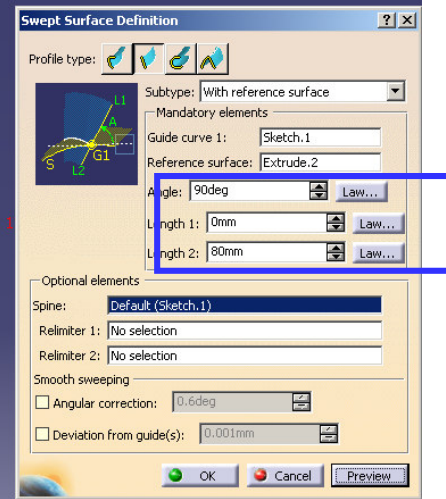 Swept Surface Definition
Profile type:
Subtype: With reference surface
Mandatory elements
Guide curve 1: Sketch.1
Reference surface: Extrude.2
Angle: 90deg Law...
Length 1: 0mm Law...
Length 2: 80mm Law...
L1
A
G1
S
L2
Optional elements
Spine: Default (Sketch.1)
Relimiter 1: No selection
Relimiter 2: No selection
Smooth sweeping
Angular correction: 0.6deg
Deviation from guide(s): 0.001mm
OK Cancel Preview